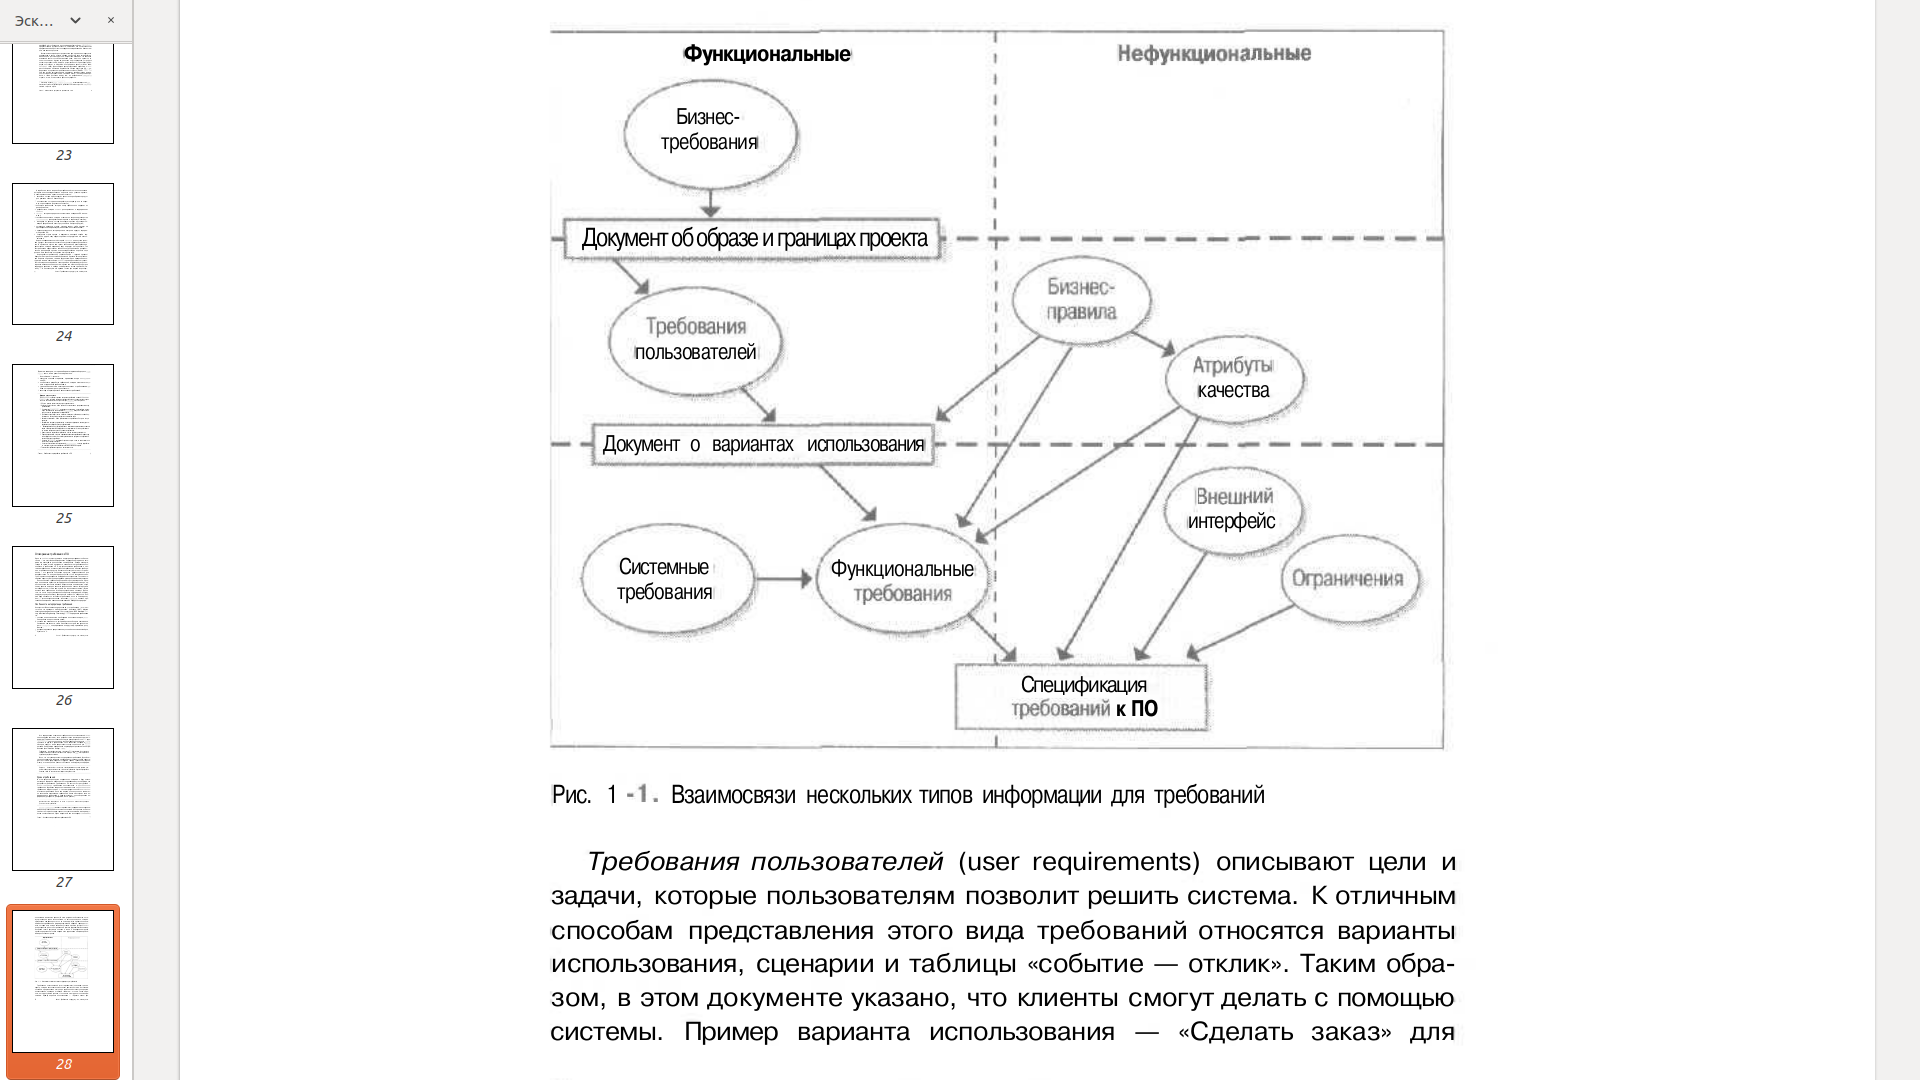 Эск...
×
23
24
25
26
27
28
Функциональные
Нефункциональные
Бизнес-
требования
Документ об образе и границах проекта
Бизнес-
правила
Требования
пользователей
Атрибуты
качества
Документ о вариантах использования
Внешний
интерфейс
Системные
требования
Функциональные
требования
Ограничения
Спецификация
требований к ПО
Рис. 1 -1. Взаимосвязи нескольких типов информации для требований
Требования пользователей (user requirements) описывают цели и
задачи, которые пользователям позволит решить система. К отличным
способам представления этого вида требований относятся варианты
использования, сценарии и таблицы «событие — отклик». Таким обра-
зом, в этом документе указано, что клиенты смогут делать с помощью
системы. Пример варианта использования — «Сделать заказ» для